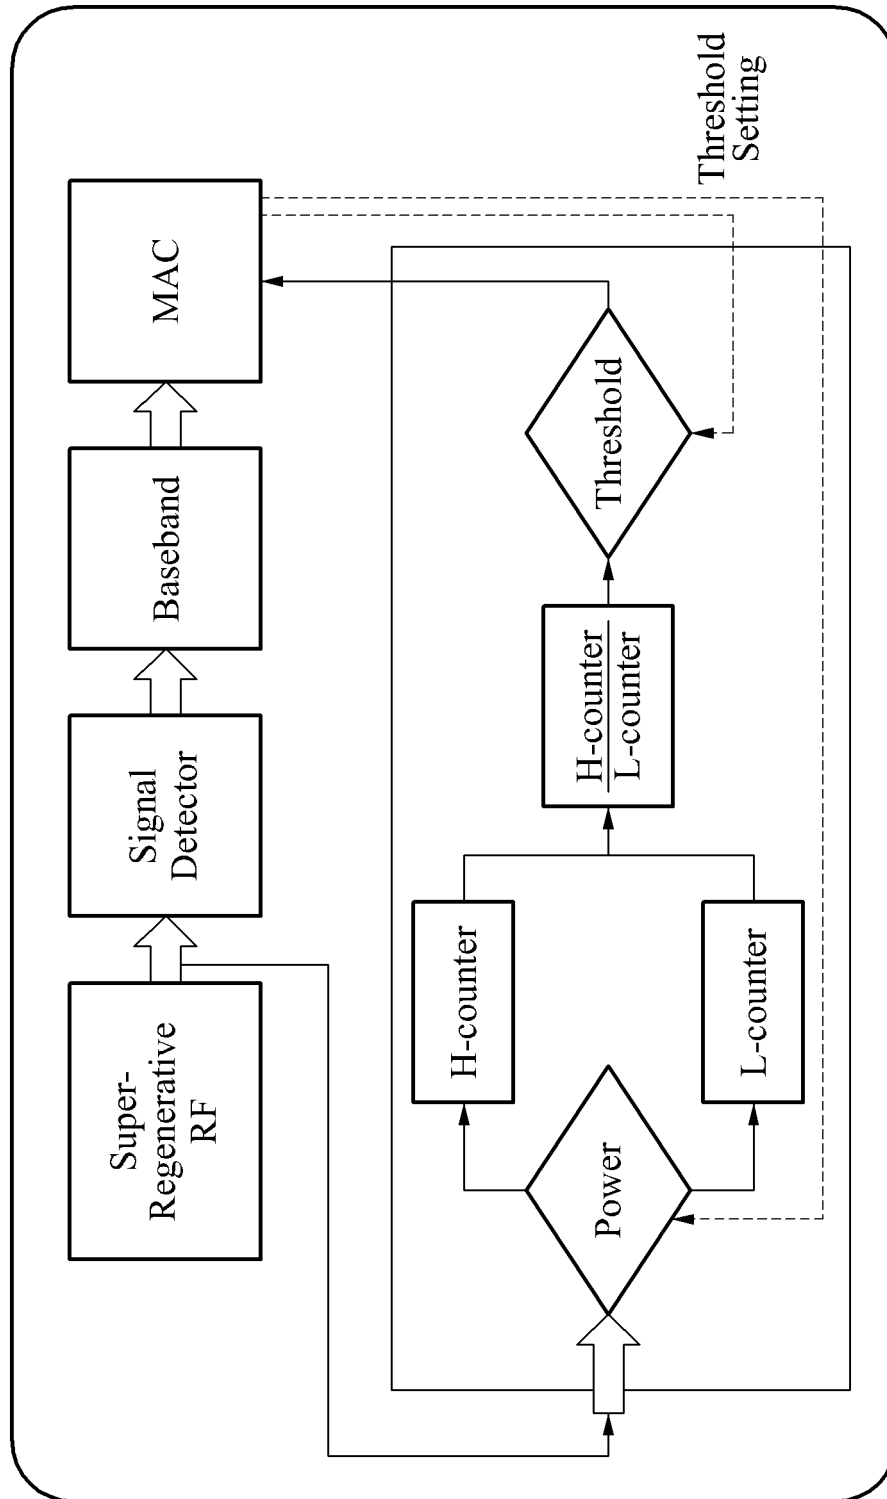 Super-
Regenerative
RF
Signal
Detector
Baseband
MAC
Power
H-counter
L-counter
H-counter
L-counter
Threshold
Threshold
Setting